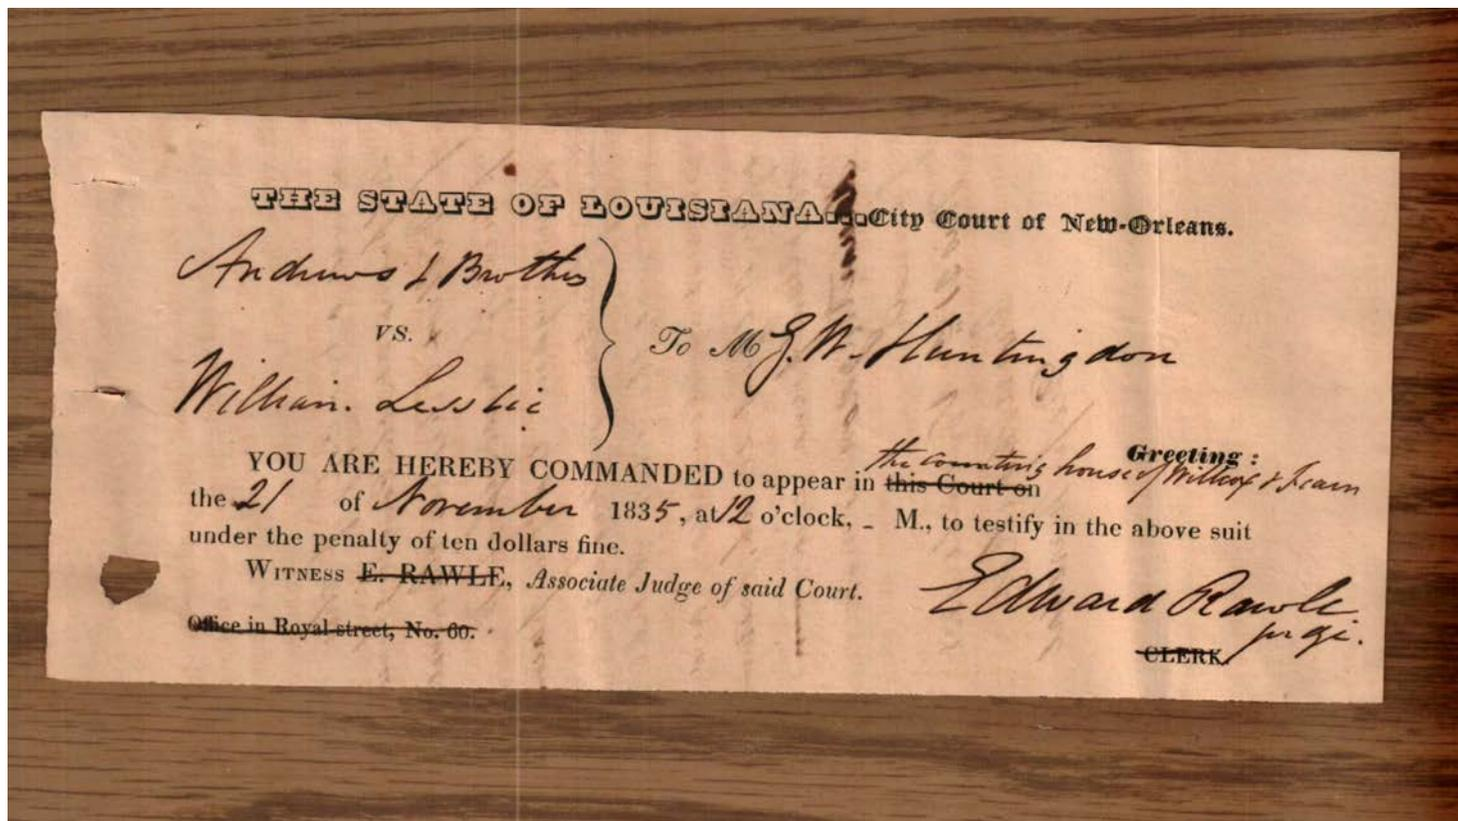 THE STATE OF LOUISIANA...City Court of New-Orleans.
Andrews & Brothers
VS.
William Lesslie
To M G. W. Huntingdon
Greeting:
the counting house of Willcox &
YOU ARE HEREBY COMMANDED to appear in this Court on
the 21 of November 1835, at 12 o'clock, - M., to testify in the above suit
under the penalty of ten dollars fine.
WITNESS E. RAWLE, Associate Judge of said Court.
Edward Rawle
judge.
Office in Royal street, No. 60.
CLERK.